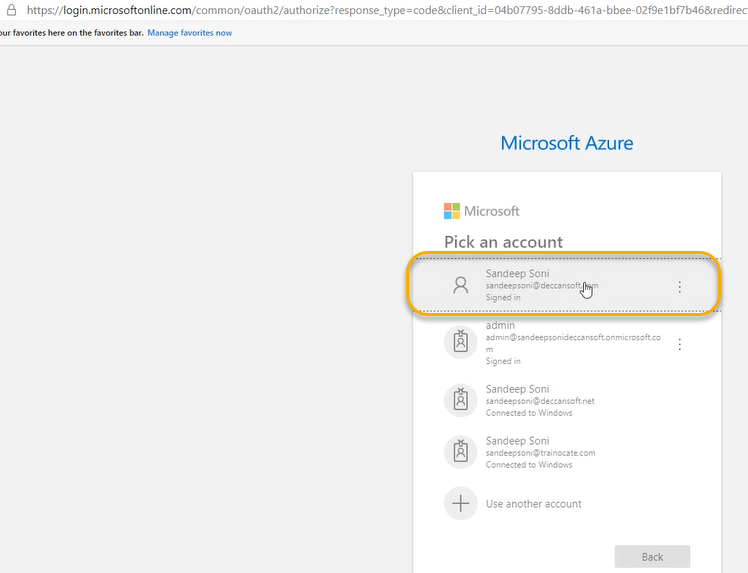 https://login.microsoftonline.com/common/oauth2/authorize?response_type=code&client_id=04b07795-8ddb-461a-bbee-02f9e1bf7b46&redirec
our favorites here on the favorites bar. Manage favorites now
Microsoft Azure
Microsoft
Pick an account
Sandeep Soni
sandeepsoni@deccansoft.
Signed in
admin
admin@sandeepsonideccansoft.onmicrosoft.co
m
Signed in
Sandeep Soni
sandeepsoni@deccansoft.net
Connected to Windows
Sandeep Soni
sandeepsoni@trainocate.com
Connected to Windows
Use another account
Back